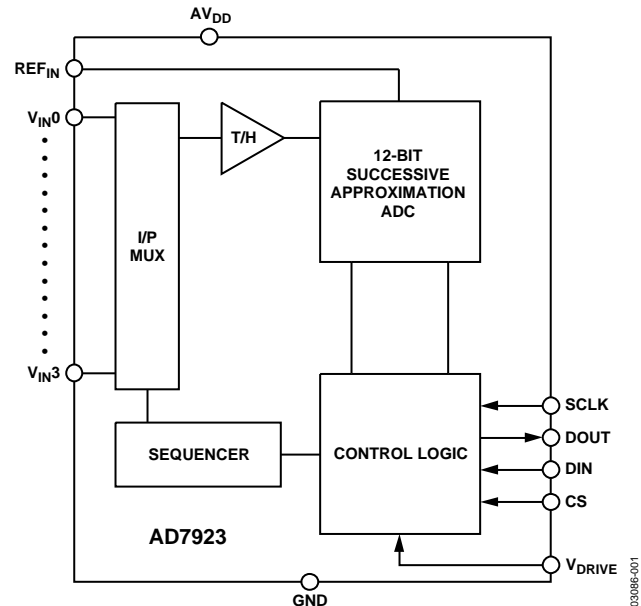 AVDD
REFIN
VIN0
T/H
12-BIT
SUCCESSIVE
APPROXIMATION
ADC
I/P
MUX
VIN3
SEQUENCER
CONTROL LOGIC
SCLK
DOUT
DIN
CS
AD7923
VDRIVE
GND
03086-001